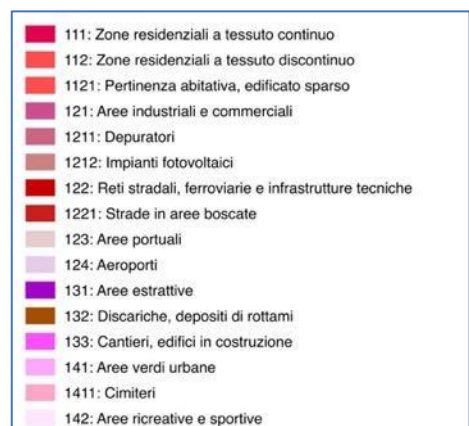 111: Zone residenziali a tessuto continuo
112: Zone residenziali a tessuto discontinuo
1121: Pertinenza abitativa, edificato sparso
121: Aree industriali e commerciali
1211: Depuratori
1212: Impianti fotovoltaici
122: Reti stradali, ferroviarie e infrastrutture tecniche
1221: Strade in aree boscate
123: Aree portuali
124: Aeroporti
131: Aree estrattive
132: Discariche, depositi di rottami
133: Cantieri, edifici in costruzione
141: Aree verdi urbane
1411: Cimiteri
142: Aree ricreative e sportive